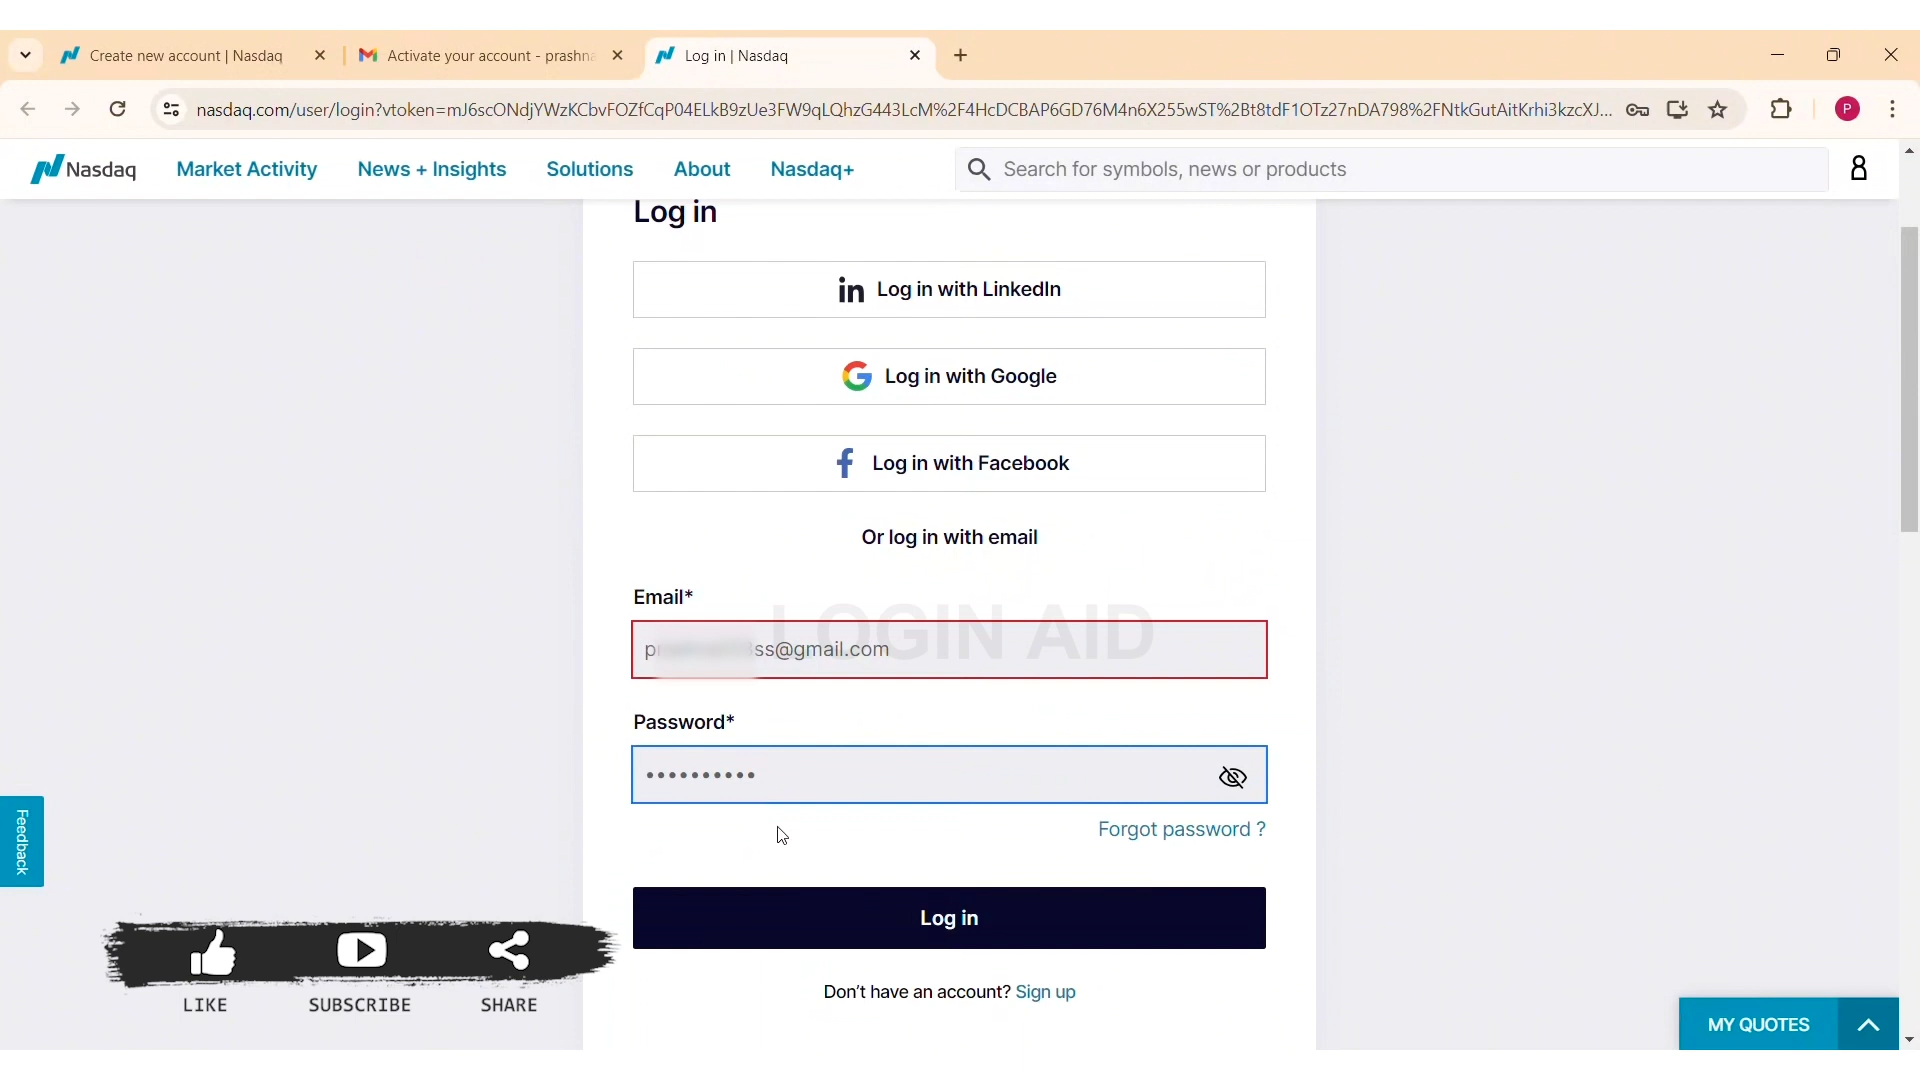 Create new account | Nasdaq
Activate your account - prashna
Log in | Nasdaq
nasdaq.com/user/login?vtoken=mJ6scONdjYWzKCbvFOZfCqP04ELkB9zUe3FW9qLQhzG443LcM%2F4HcDCBAP6GD76M4n6X255wST%2Bt8tdF1OTz27nDA798%2FNtkGutAitKrhi3kzcXJ...
P
Nasdaq
Market Activity
News + Insights
Solutions
About
Nasdaq+
Search for symbols, news or products
Log in
in Log in with LinkedIn
Log in with Google
Log in with Facebook
Or log in with email
Email*
LOGIN AID
ss@gmail.com
Password*
Forgot password ?
Feedback
Log in
Don't have an account? Sign up
LIKE
SUBSCRIBE
SHARE
MY QUOTES